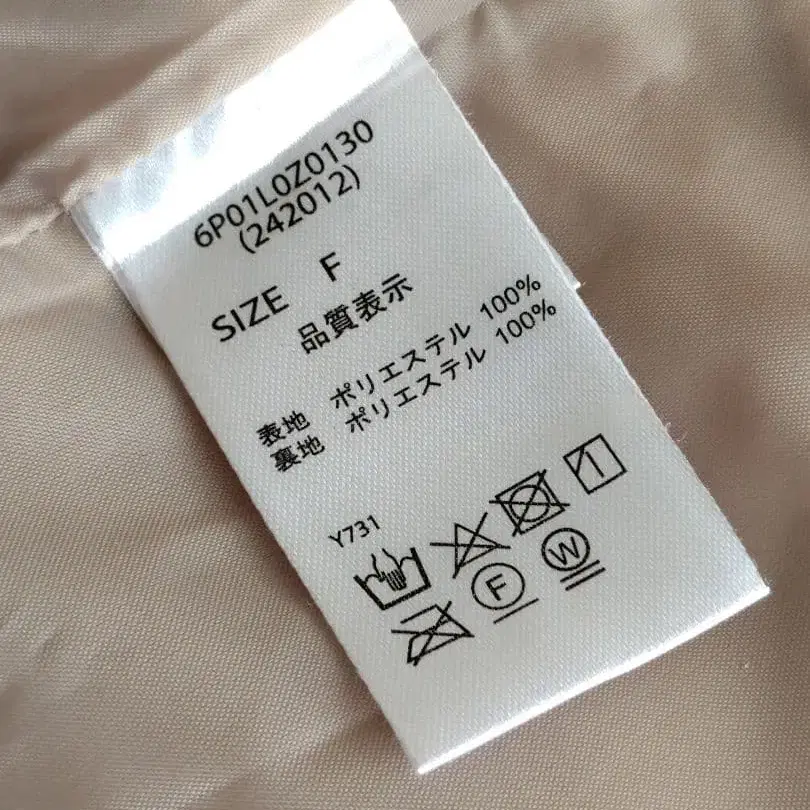 6P01L0Z0130
(242012)
SIZE F
品質表示
表地 ポリエステル 100%
裏地 ポリエステル 100%
Y731
F W